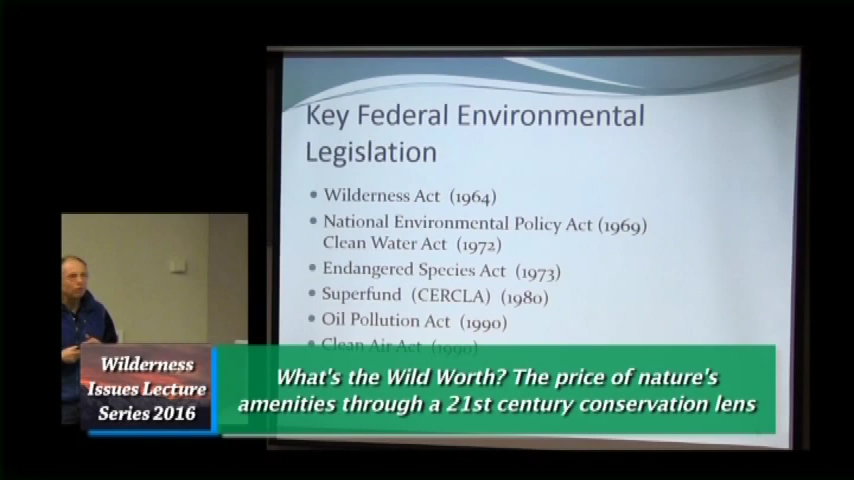 Key Federal Environmental
Legislation
• Wilderness Act (1964)
• National Environmental Policy Act (1969)
Clean Water Act (1972)
• Endangered Species Act (1973)
• Superfund (CERCLA) (1980)
• Oil Pollution Act (1990)
• Clean Air Act (1990)
Wilderness
Issues Lecture
Series 2016
What's the Wild Worth? The price of nature's
amenities through a 21st century conservation lens